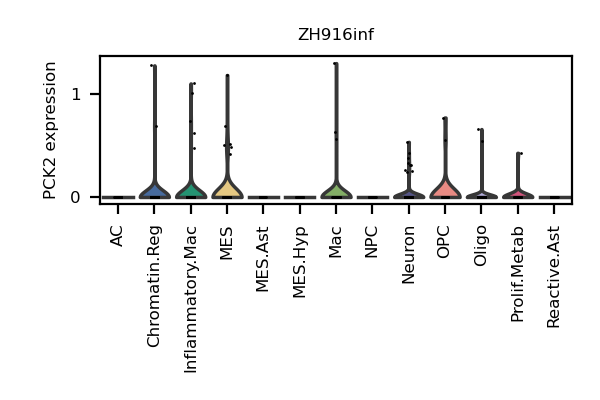 ZH916inf
PCK2 expression
1
0
AC
Chromatin.Reg
Inflammatory.Mac
MES
MES.Ast
MES.Hyp
Mac
NPC
Neuron
OPC
Oligo
Prolif.Metab
Reactive.Ast